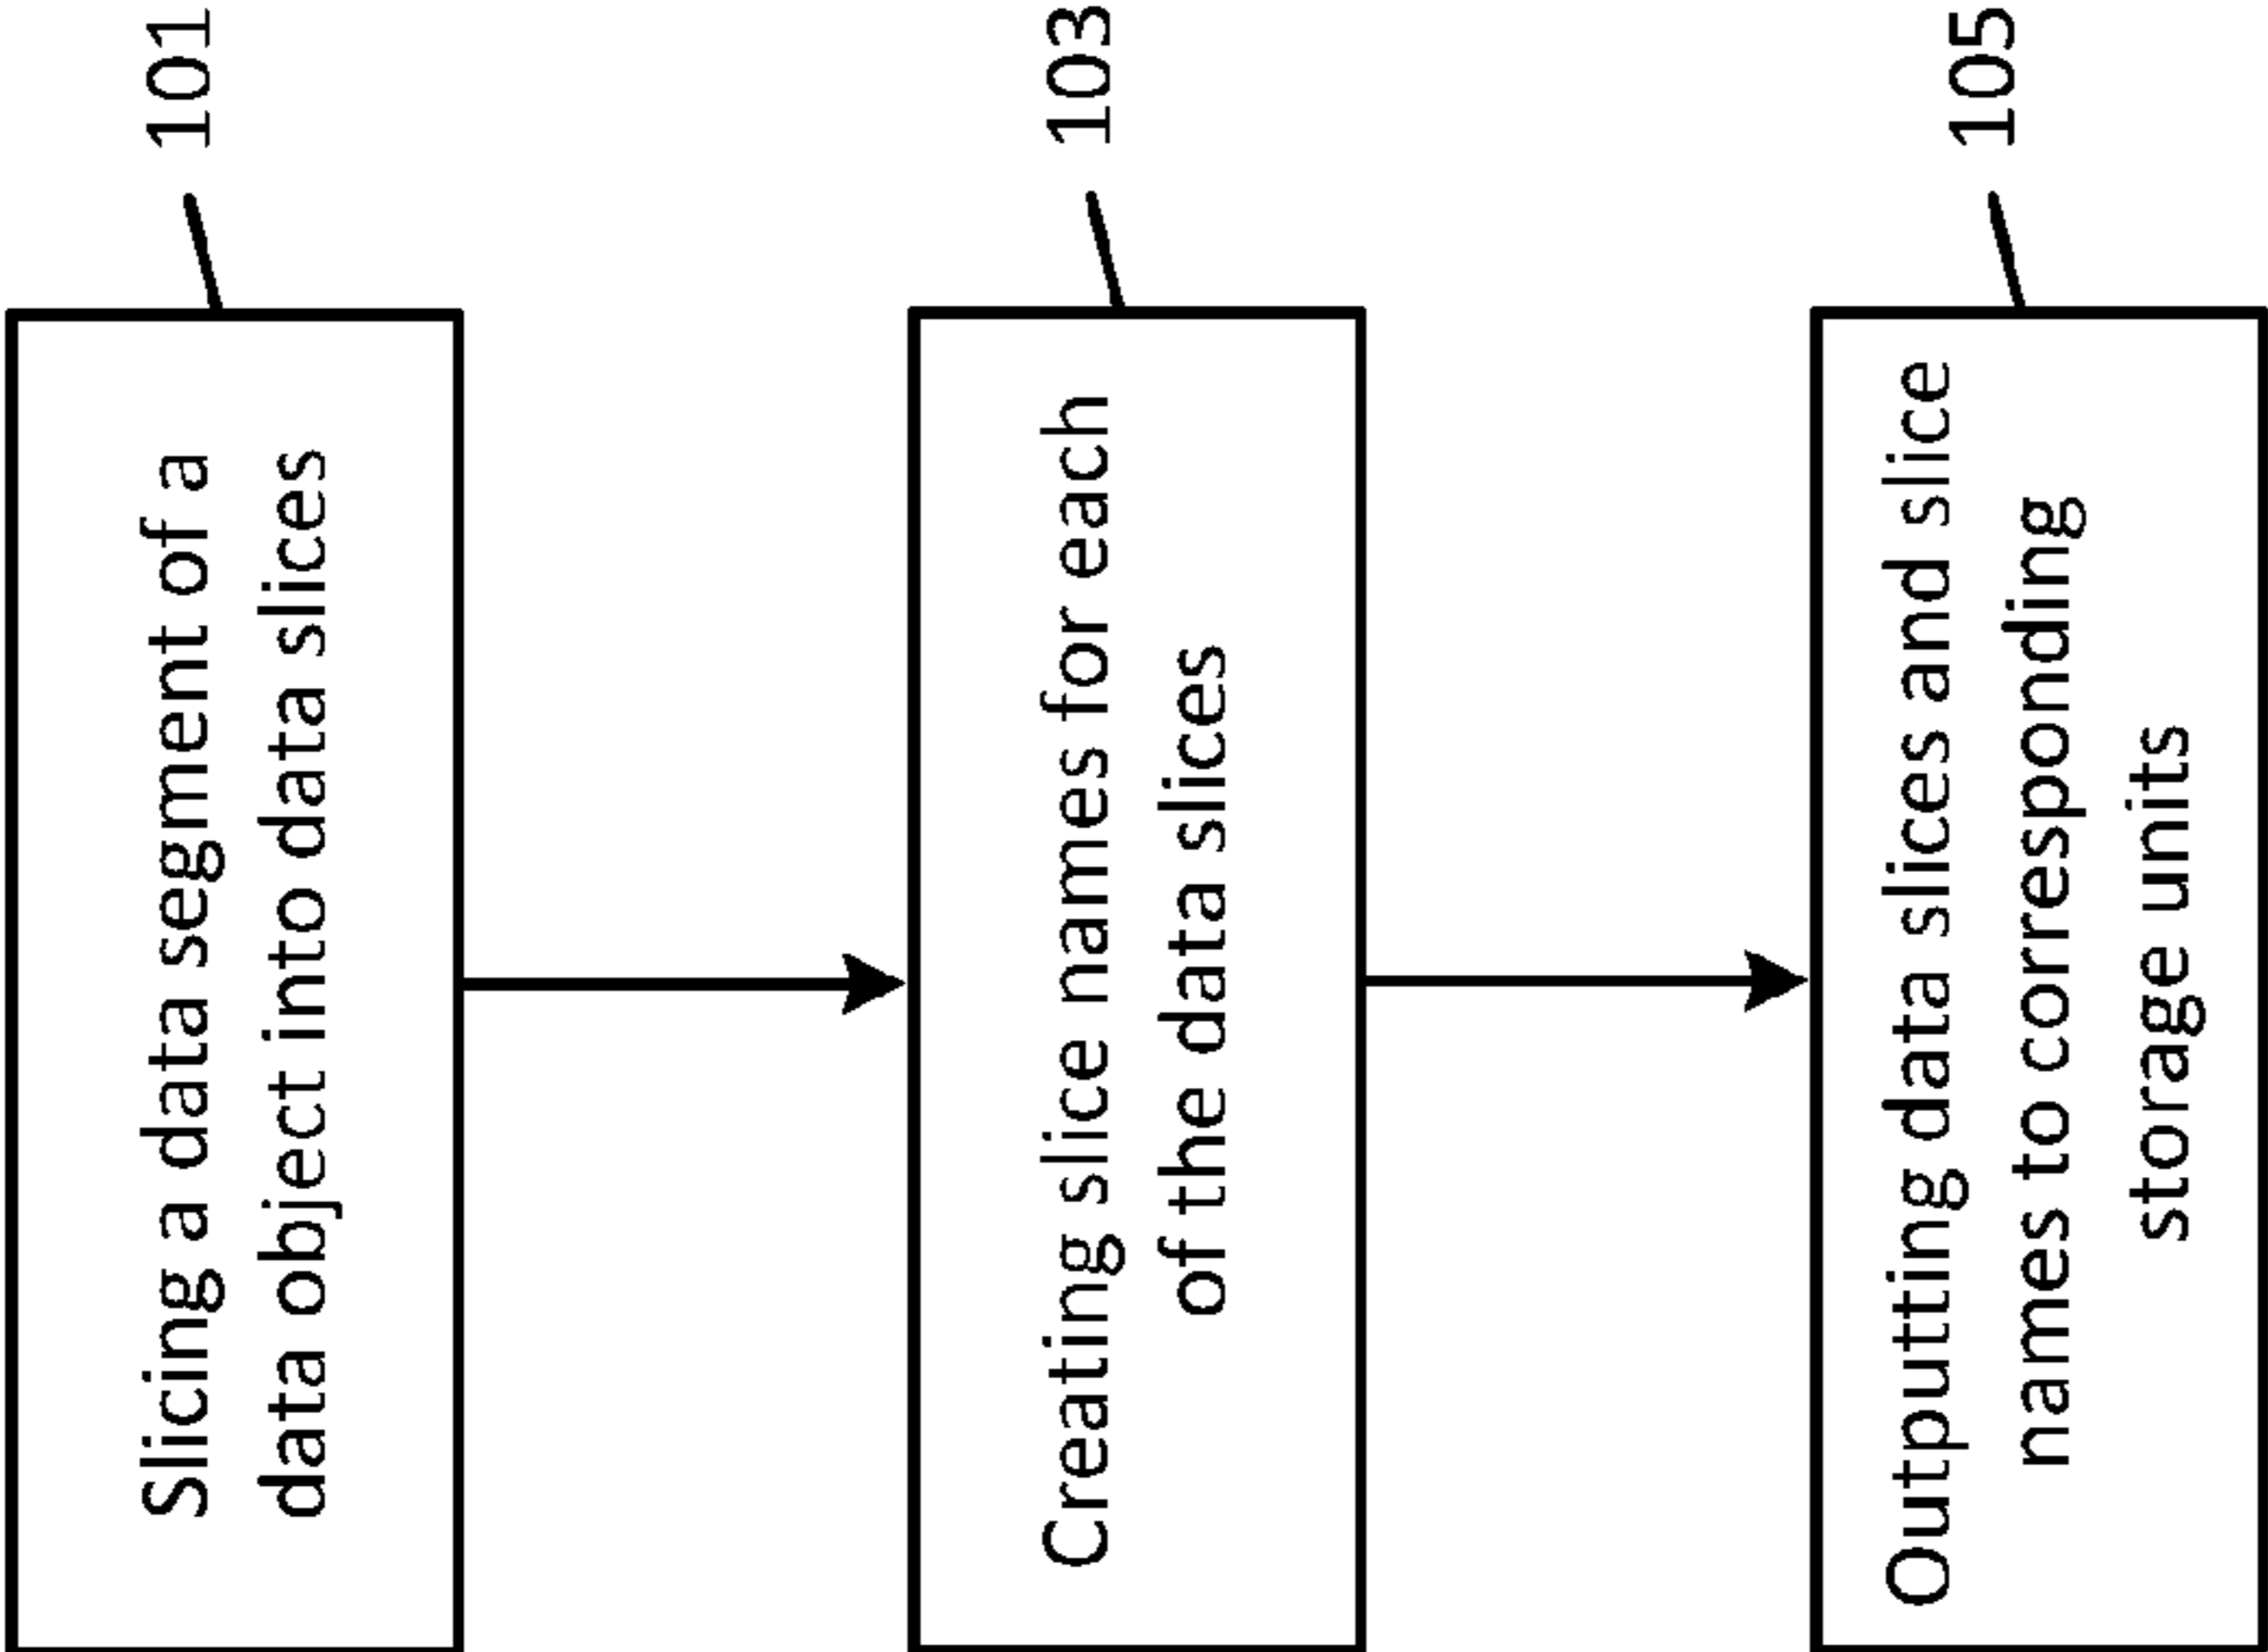 Slicing a data segment of a
data object into data slices
101
Creating slice names for each
of the data slices
103
Outputting data slices and slice
names to corresponding
storage units
105